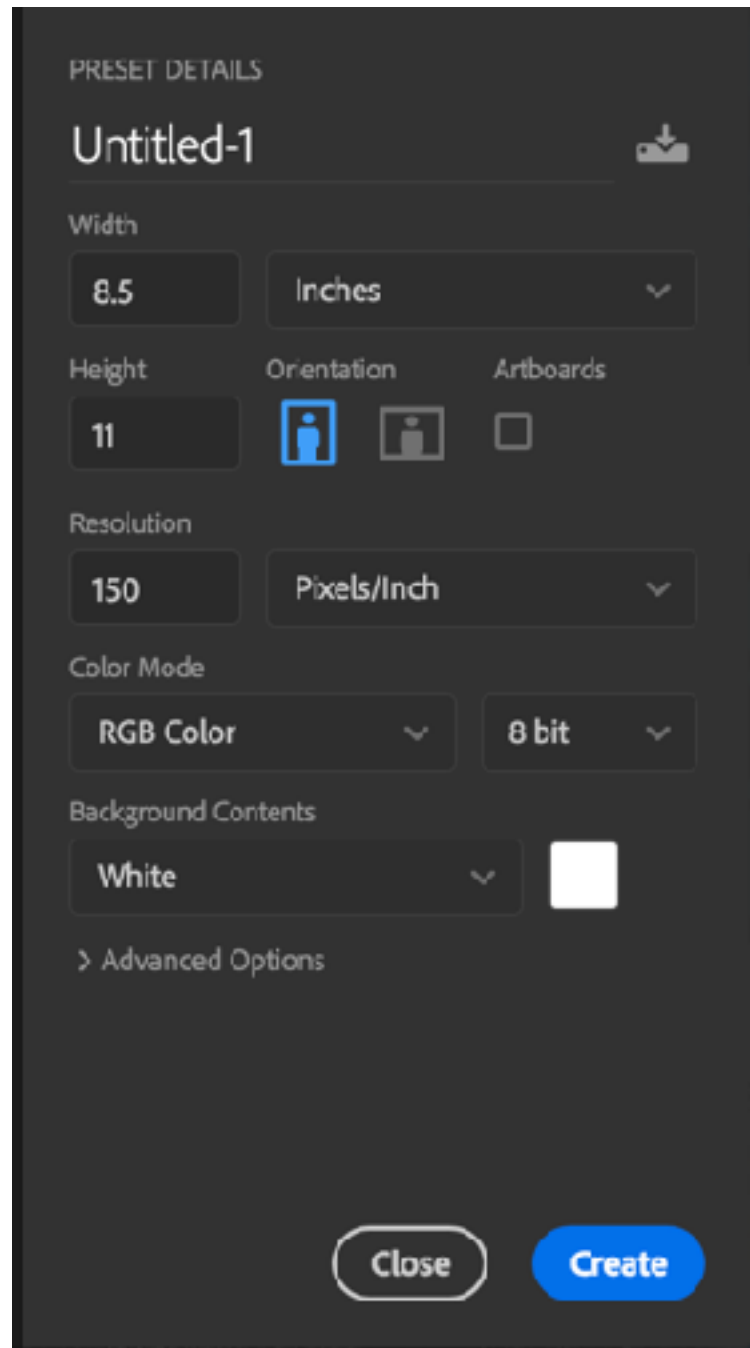 PRESET DETAILS
Untitled-1
Width
8.5 Inches
Height Orientation Artboards
11
Resolution
150 Pixels/Inch
Color Mode
RGB Color 8 bit
Background Contents
White
> Advanced Options
Close Create